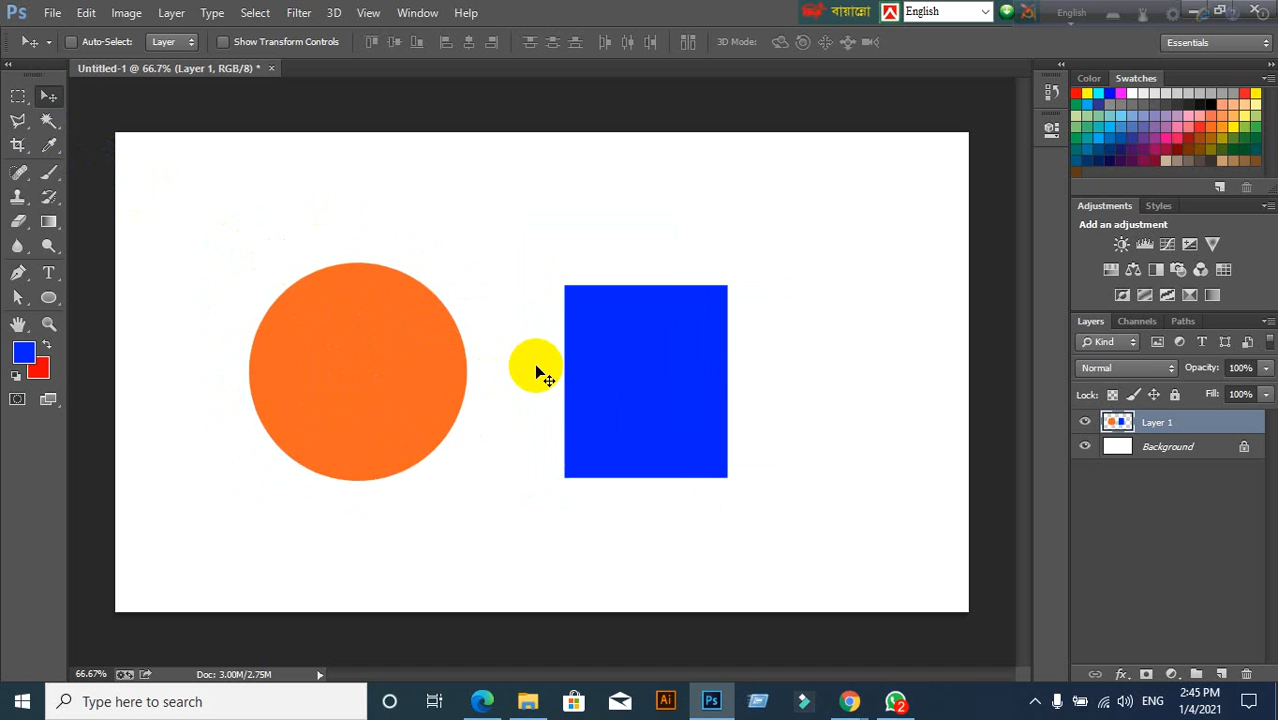 Ps File Edit Image Layer Type Select Filter 3D View Window Help
বায়ান্নো English English
Auto-Select: Layer Show Transform Controls 3D Mode: Essentials
Untitled-1 @ 66.7% (Layer 1, RGB/8) * ×
Color Swatches
Adjustments Styles
Add an adjustment
Layers Channels Paths
Kind
Normal Opacity: 100%
Lock: Fill: 100%
Layer 1
Background
66.67% Doc: 3.00M/2.75M
Type here to search Ai Ps 2 ENG 2:45 PM
1/4/2021